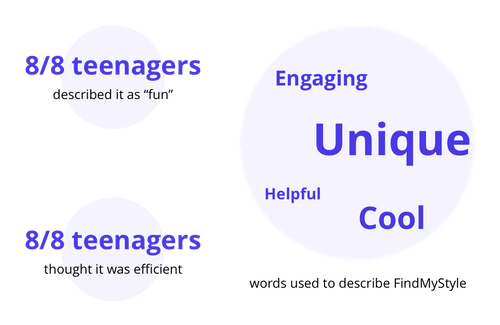 8/8 teenagers
described it as “fun”
8/8 teenagers
thought it was efficient
Engaging
Unique
Helpful
Cool
words used to describe FindMyStyle